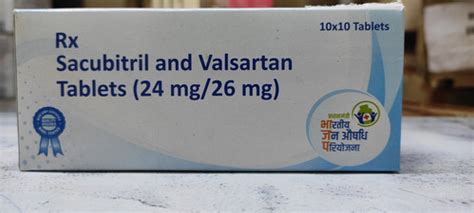 10x10 Tablets
Rx
Sacubitril and Valsartan
Tablets (24 mg/26 mg)
प्रधानमंत्री
भारतीय
जन औषधि
परियोजना